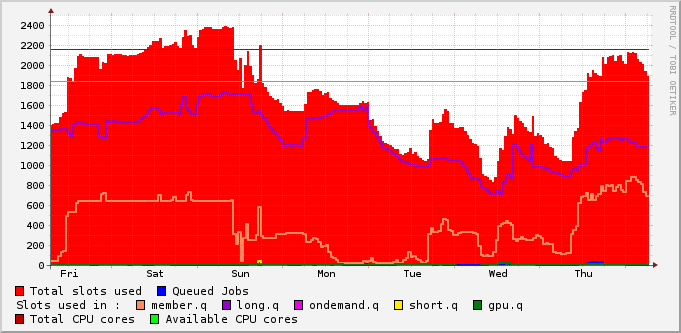 2400
2200
2000
1800
1600
1400
1200
1000
800
600
400
200
0
Fri Sat Sun Mon Tue Wed Thu
Total slots used Queued Jobs
Slots used in : member.q long.q ondemand.q short.q gpu.q
Total CPU cores Available CPU cores
RRDTOOL / TOBI OETIKER